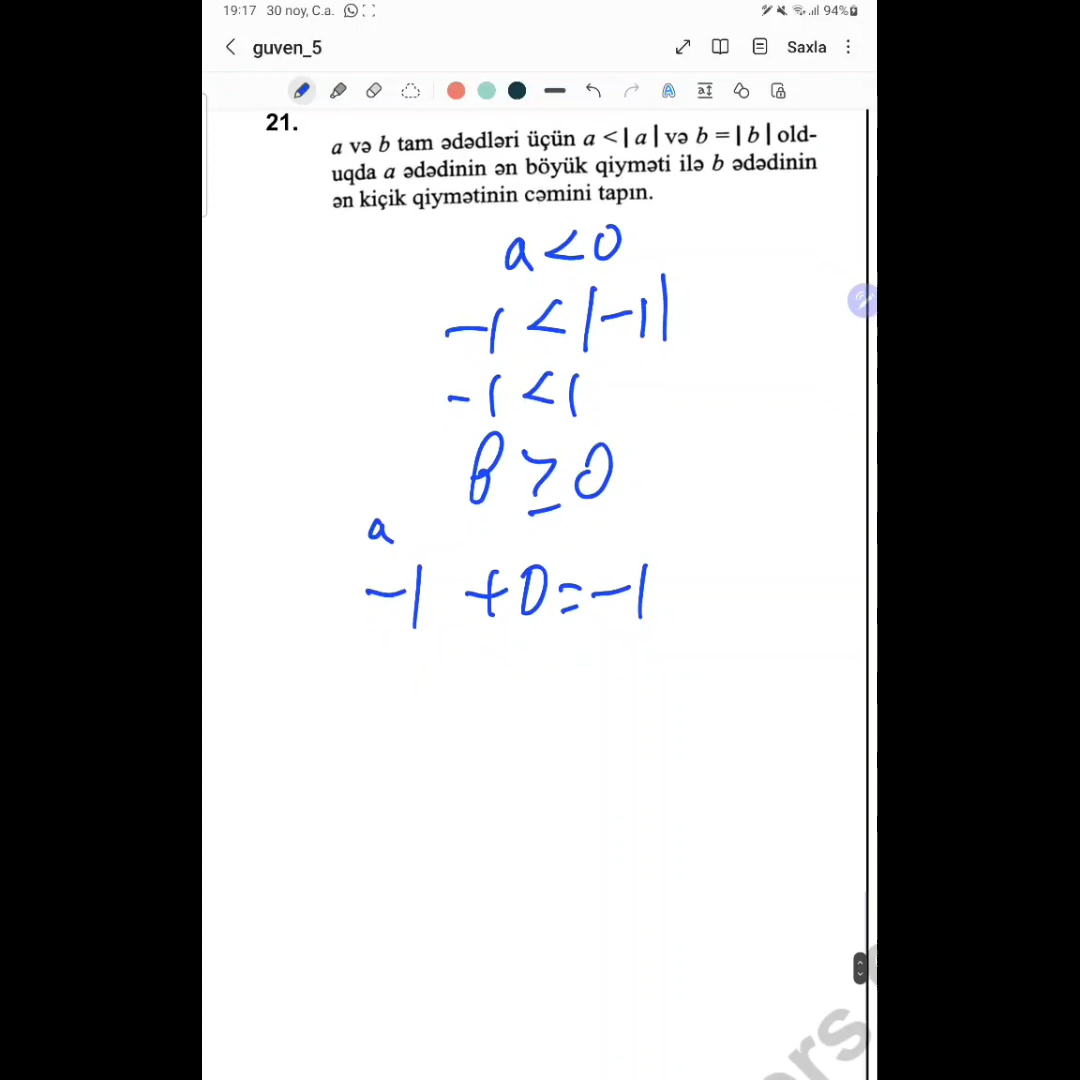 19:17 30 noy, C.a. 94%
guven_5 Saxla
21.
a və b tam ədədləri üçün a < | a | və b = | b | old-
uqda a ədədinin ən böyük qiyməti ilə b ədədinin
ən kiçik qiymətinin cəmini tapın.
a < 0
-1 < |-1|
-1 < 1
b ≥ 0
a
-1 + 0 = -1
ers